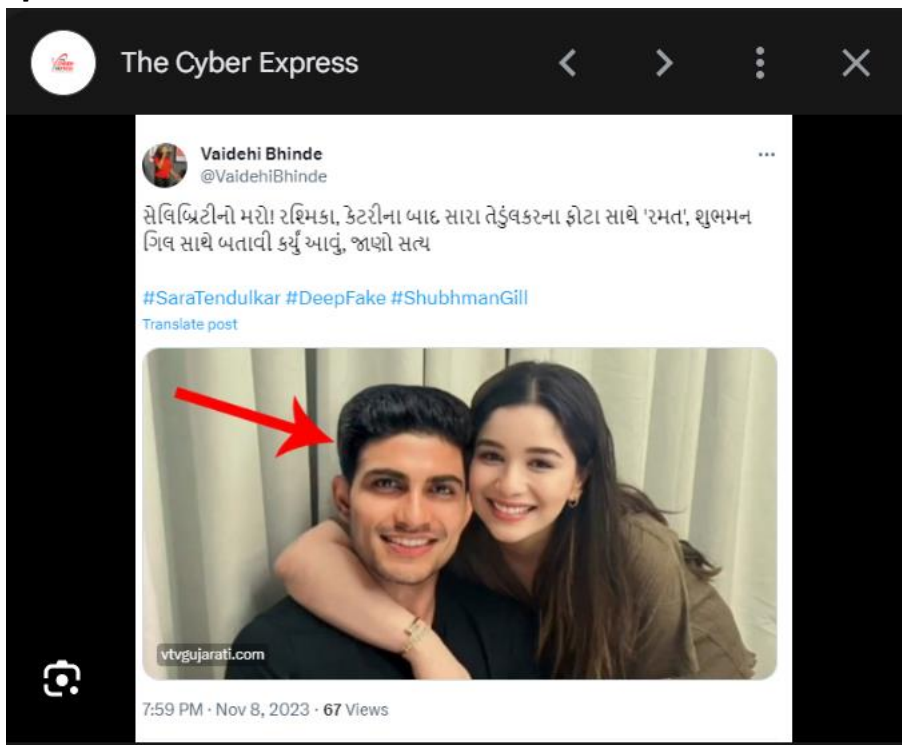 The Cyber Express
Vaidehi Bhinde
@VaidehiBhinde
સેલિબ્રિટીનો મરો! રશ્મિકા, કેટરીના બાદ સારા તેડુંલકરના ફોટા સાથે 'રમત', શુભમન
ગિલ સાથે બતાવી કર્યું આવું, જાણો સત્ય
#SaraTendulkar #DeepFake #ShubhmanGill
Translate post
vtvgujarati.com
7:59 PM · Nov 8, 2023 · 67 Views